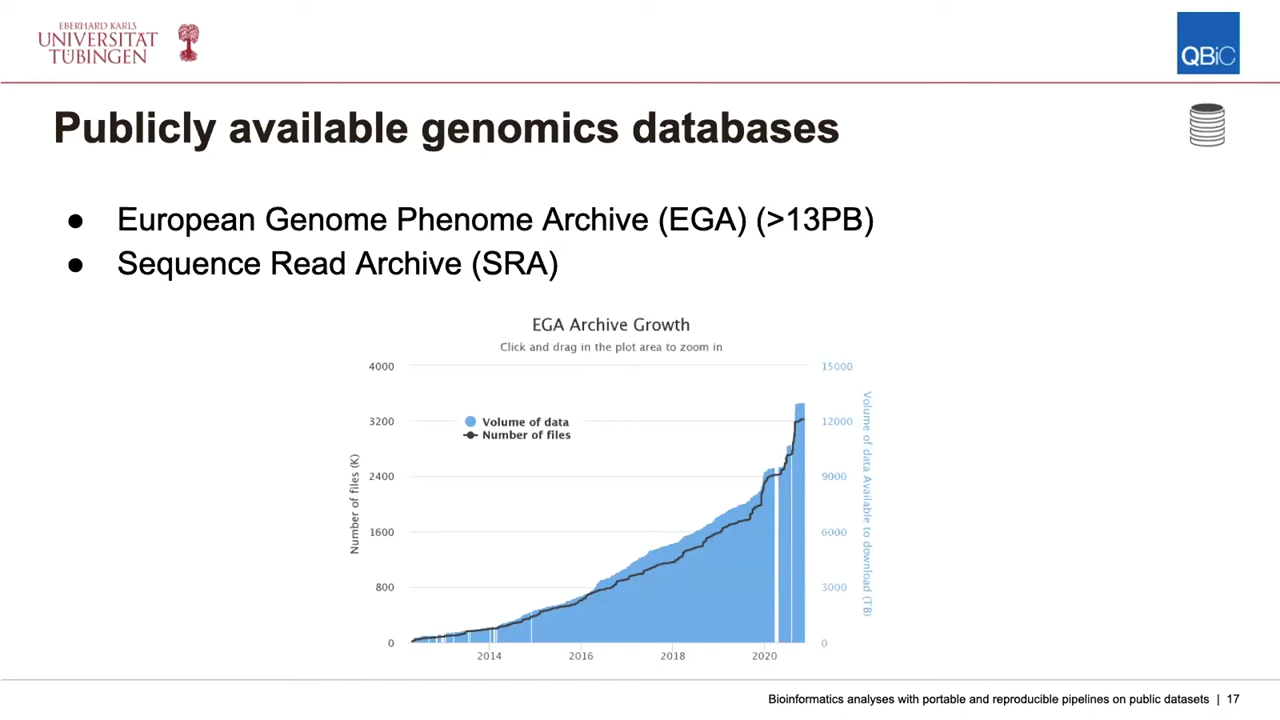 EBERHARD KARLS
UNIVERSITÄT
TÜBINGEN
QBiC
Publicly available genomics databases
● European Genome Phenome Archive (EGA) (>13PB)
● Sequence Read Archive (SRA)
EGA Archive Growth
Click and drag in the plot area to zoom in
4000
3200
2400
1600
800
0
Number of files (K)
Volume of data
Number of files
15000
12000
9000
6000
3000
0
Volume of data Available to download (TB)
2014 2016 2018 2020
Bioinformatics analyses with portable and reproducible pipelines on public datasets | 17